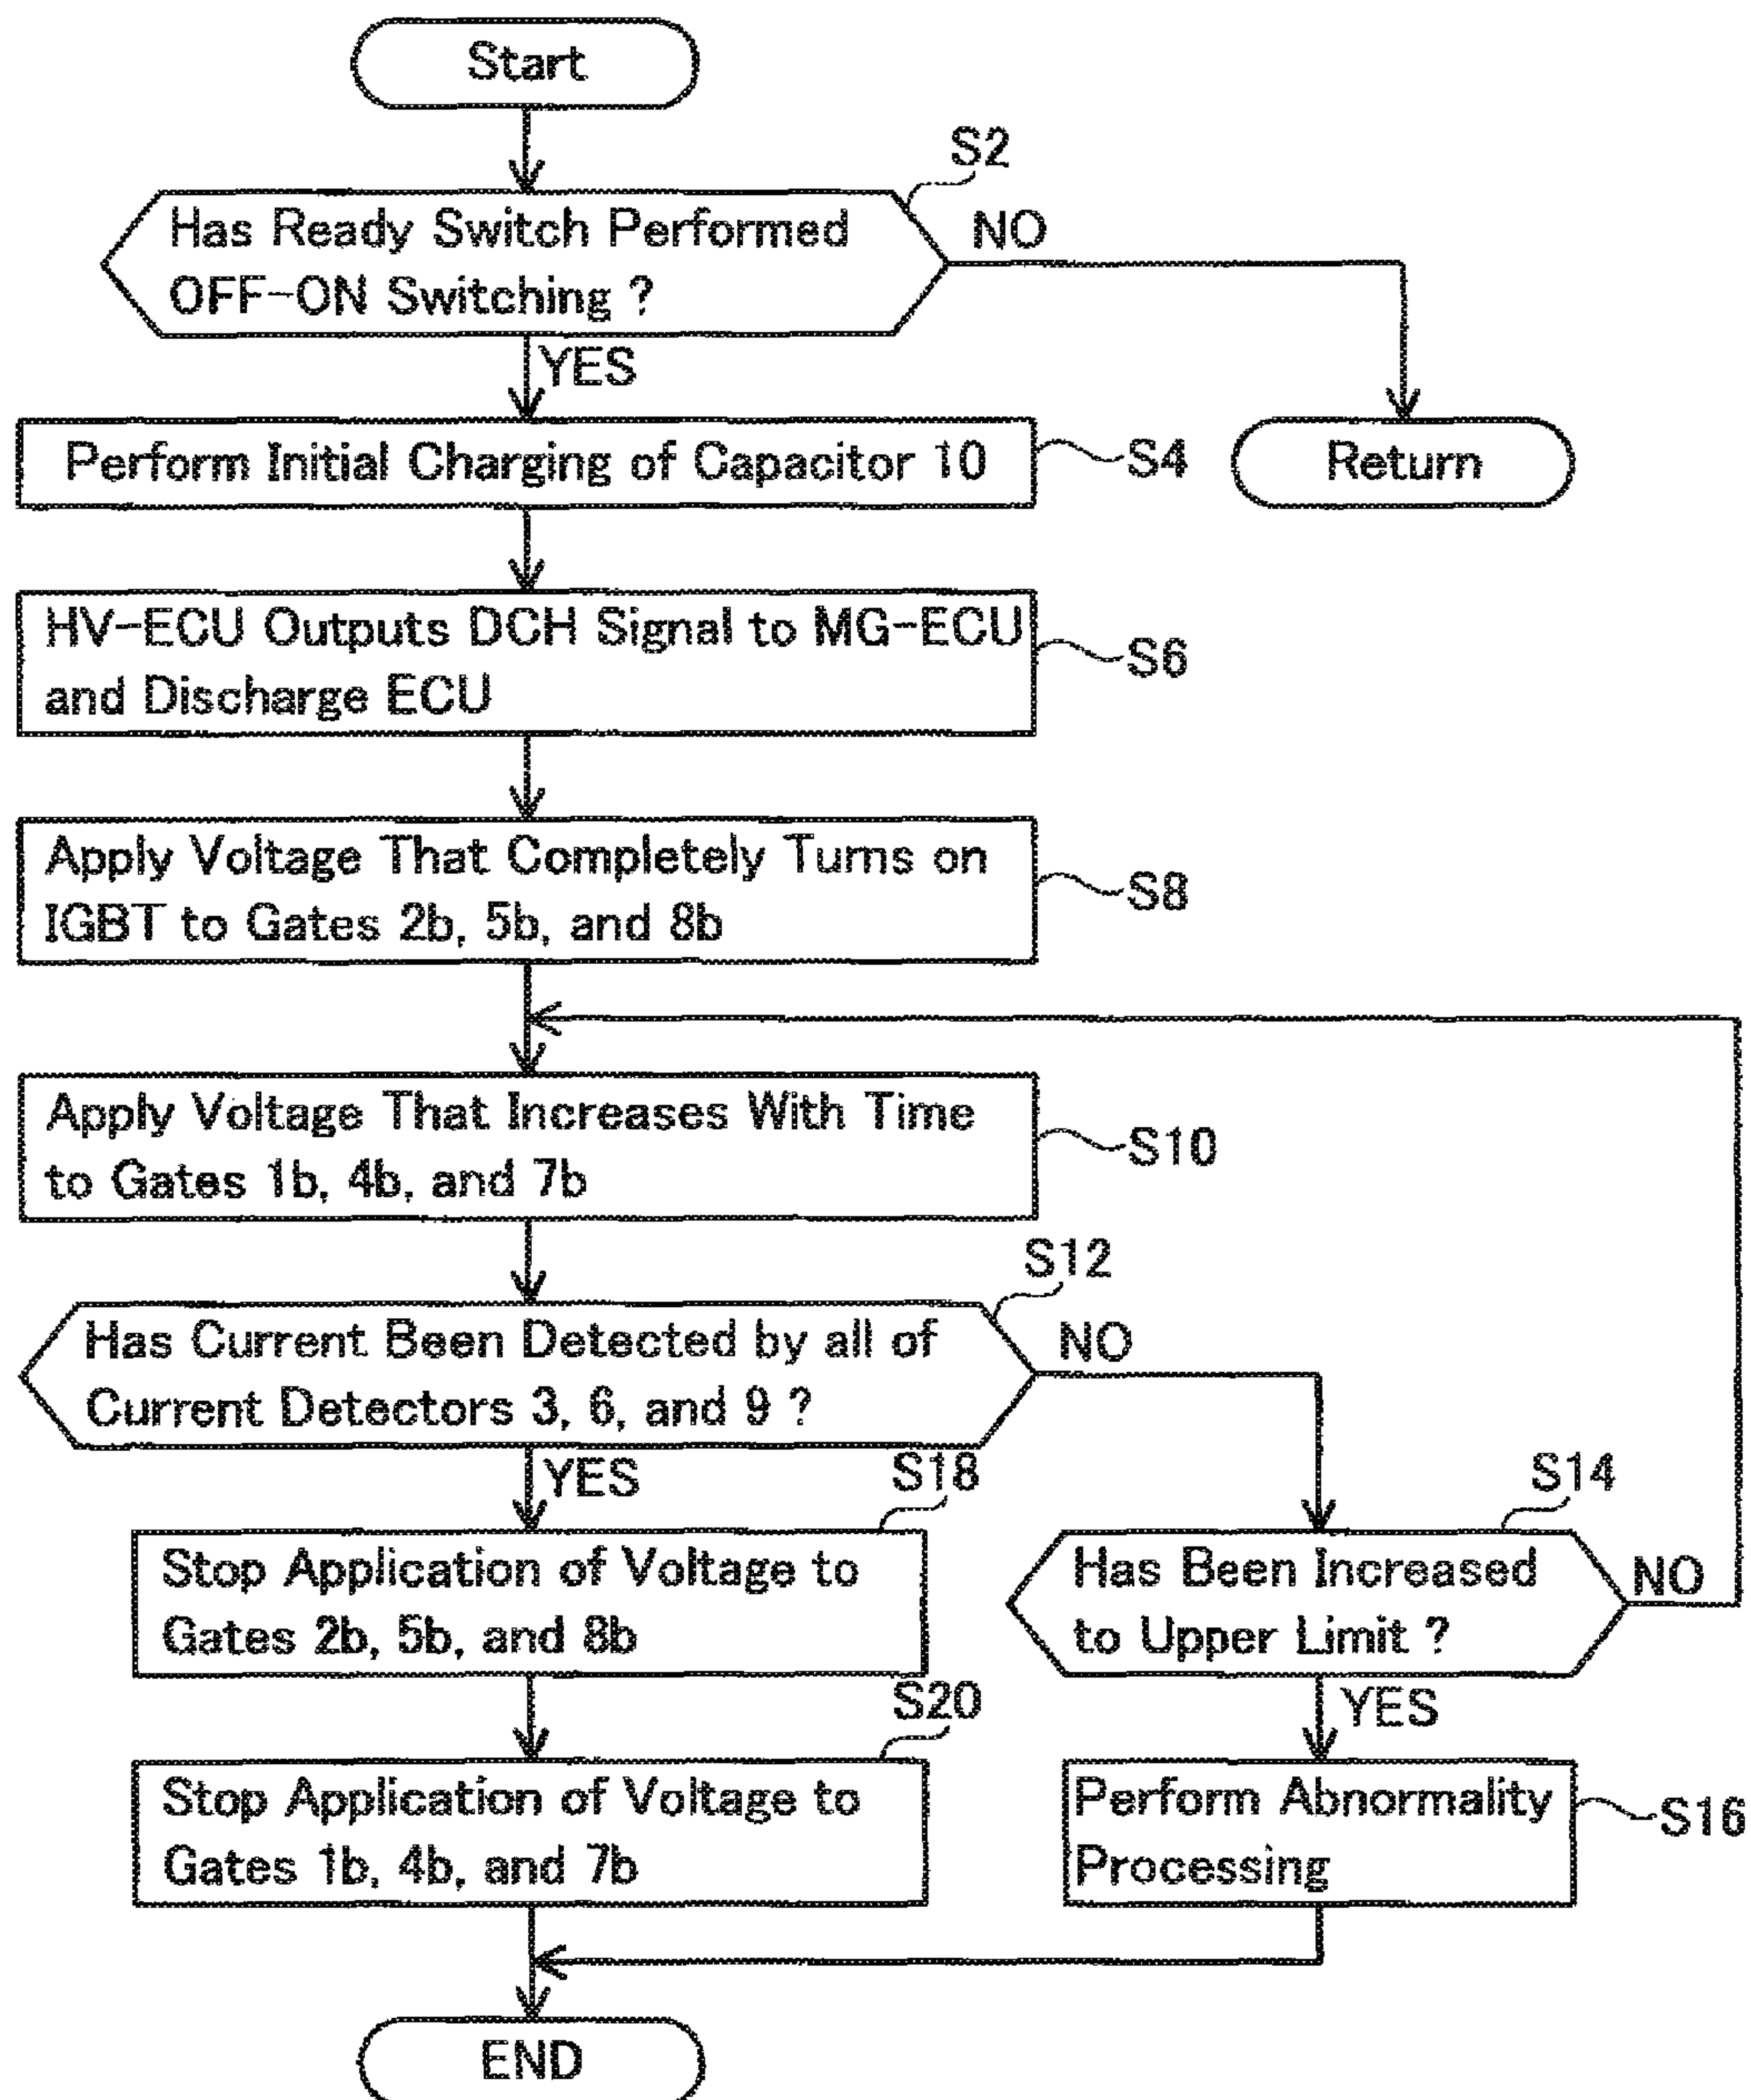 Start
S2
Has Ready Switch Performed
OFF-ON Switching ?
NO
YES
Perform Initial Charging of Capacitor 10
S4
Return
HV-ECU Outputs DCH Signal to MG-ECU
and Discharge ECU
S6
Apply Voltage That Completely Turns on
IGBT to Gates 2b, 5b, and 8b
S8
Apply Voltage That Increases With Time
to Gates 1b, 4b, and 7b
S10
S12
Has Current Been Detected by all of
Current Detectors 3, 6, and 9 ?
NO
YES
S18
Stop Application of Voltage to
Gates 2b, 5b, and 8b
S14
Has Been Increased
to Upper Limit ?
NO
YES
S20
Stop Application of Voltage to
Gates 1b, 4b, and 7b
Perform Abnormality
Processing
S16
END